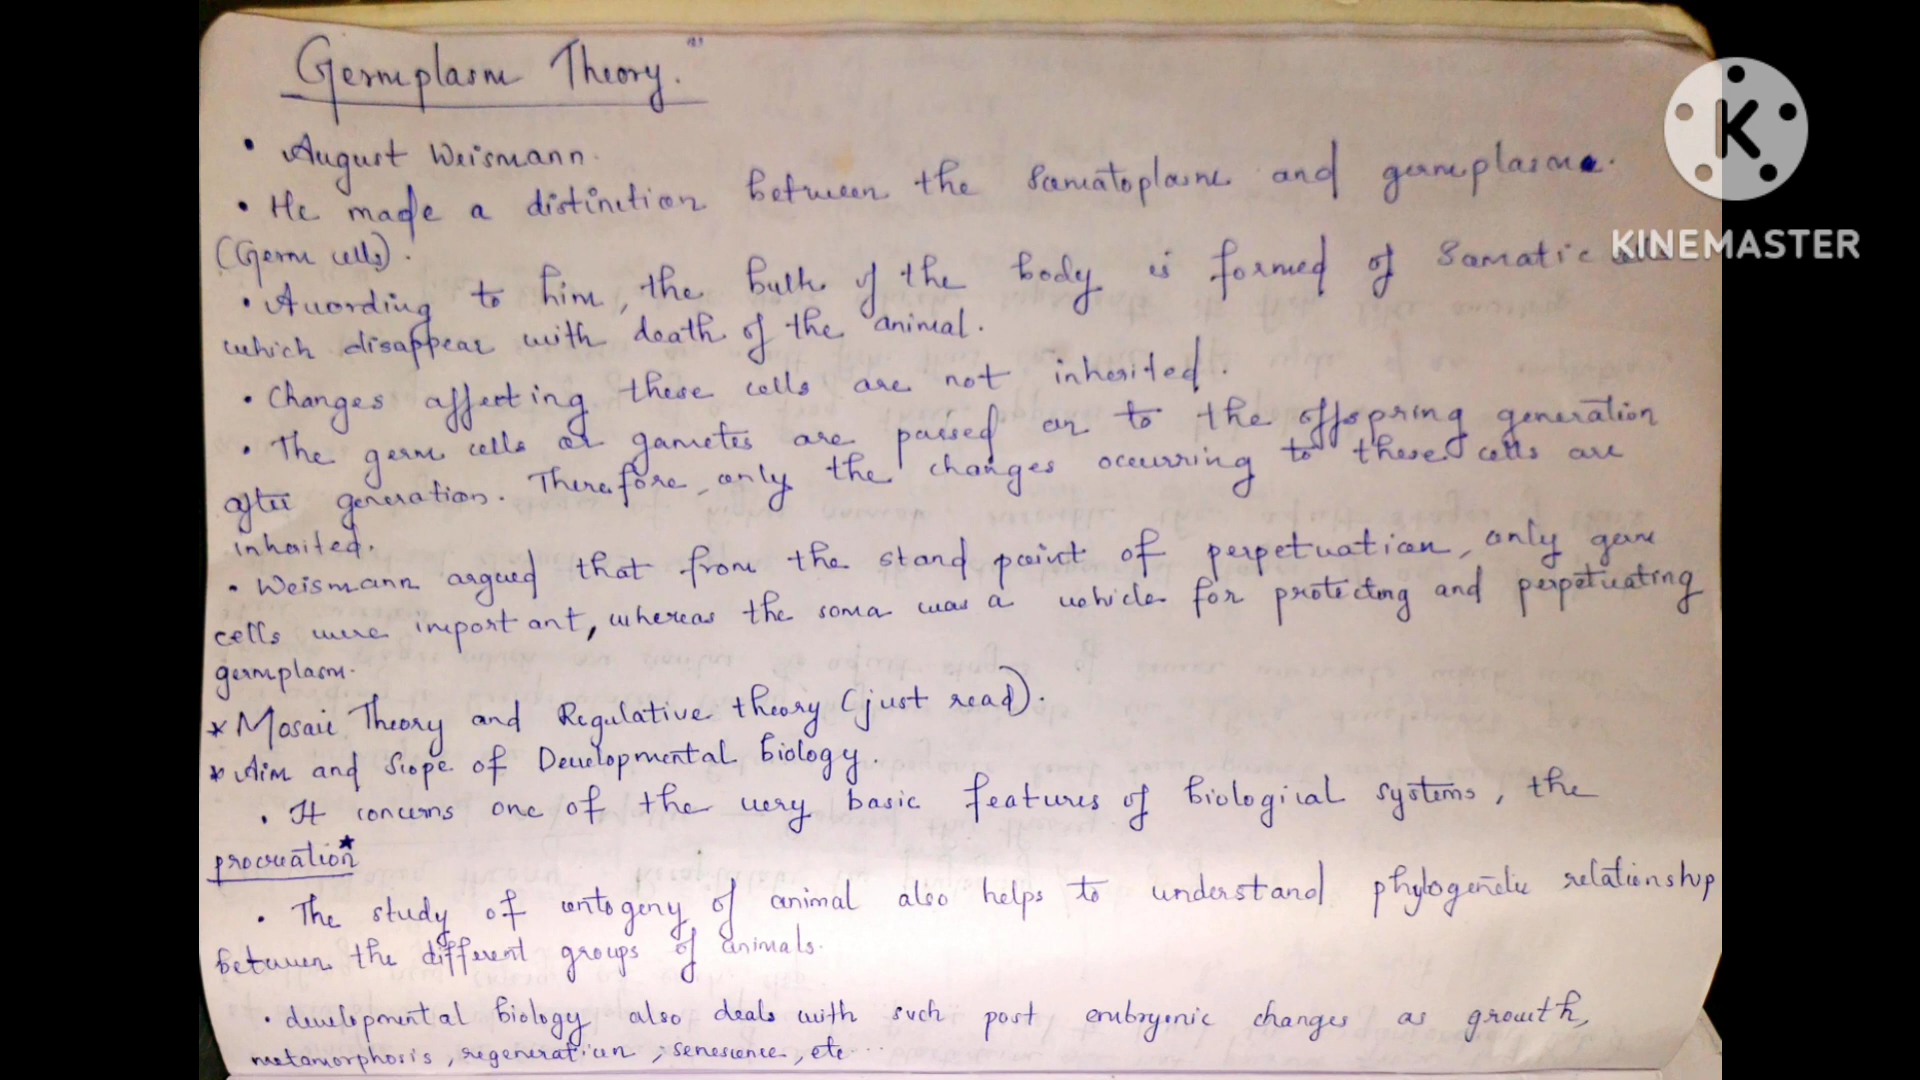 Germplasm Theory.
• August Weismann.
• He made a distinction between the somatoplasm and germplasm.
(Germ cells).
• According to him, the bulk of the body is formed of somatic
which disappear with death of the animal.
• Changes affecting these cells are not inherited.
• The germ cells or gametes are passed on to the offspring generation
after generation. Therefore, only the changes occurring to these cells are
inherited.
• Weismann argued that from the stand point of perpetuation, only germ
cells were important, whereas the soma was a vehicle for protecting and perpetuating
germplasm.
* Mosaic Theory and Regulative theory (just read).
* Aim and Scope of Developmental biology.
• It concerns one of the very basic features of biological systems, the
procreation*
• The study of ontogeny of animal also helps to understand phylogenetic relationship
between the different groups of animals.
• developmental biology also deals with such post embryonic changes as growth,
metamorphosis, regeneration, senescence, etc...
K
KINEMASTER